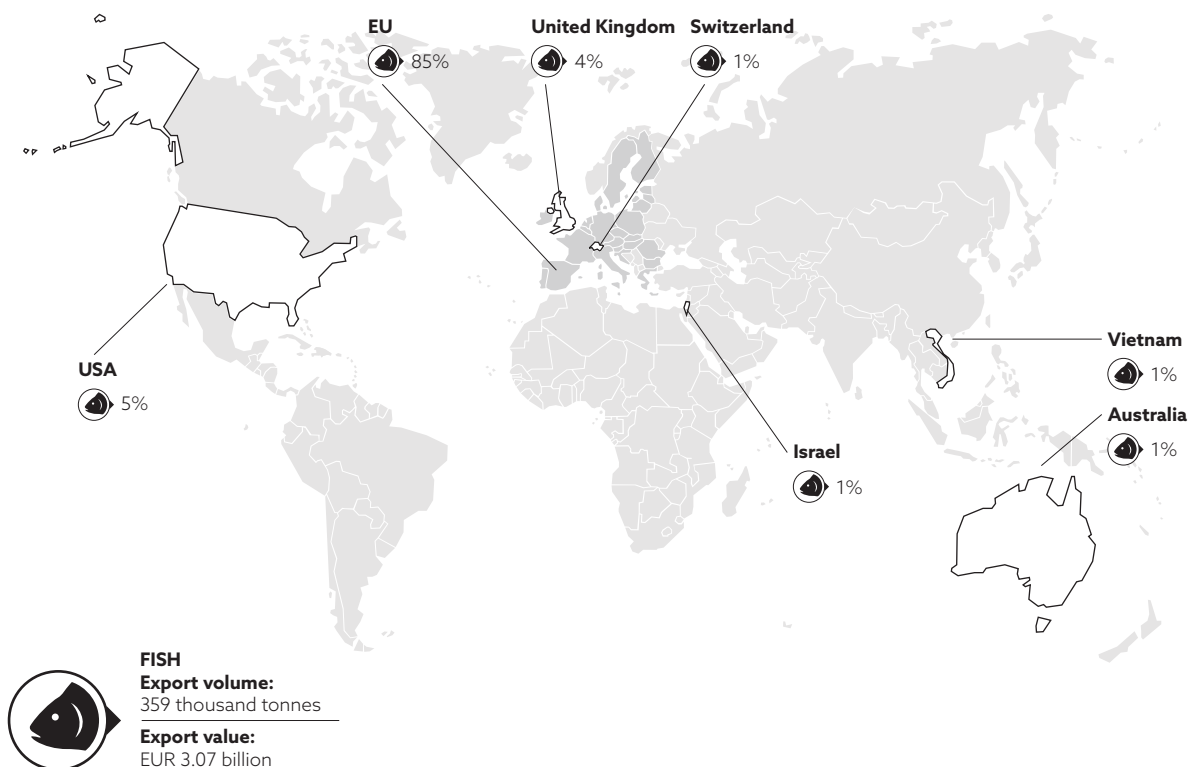 EU
85%
United Kingdom
4%
Switzerland
1%
USA
5%
Israel
1%
Vietnam
1%
Australia
1%
FISH
Export volume:
359 thousand tonnes
Export value:
EUR 3.07 billion